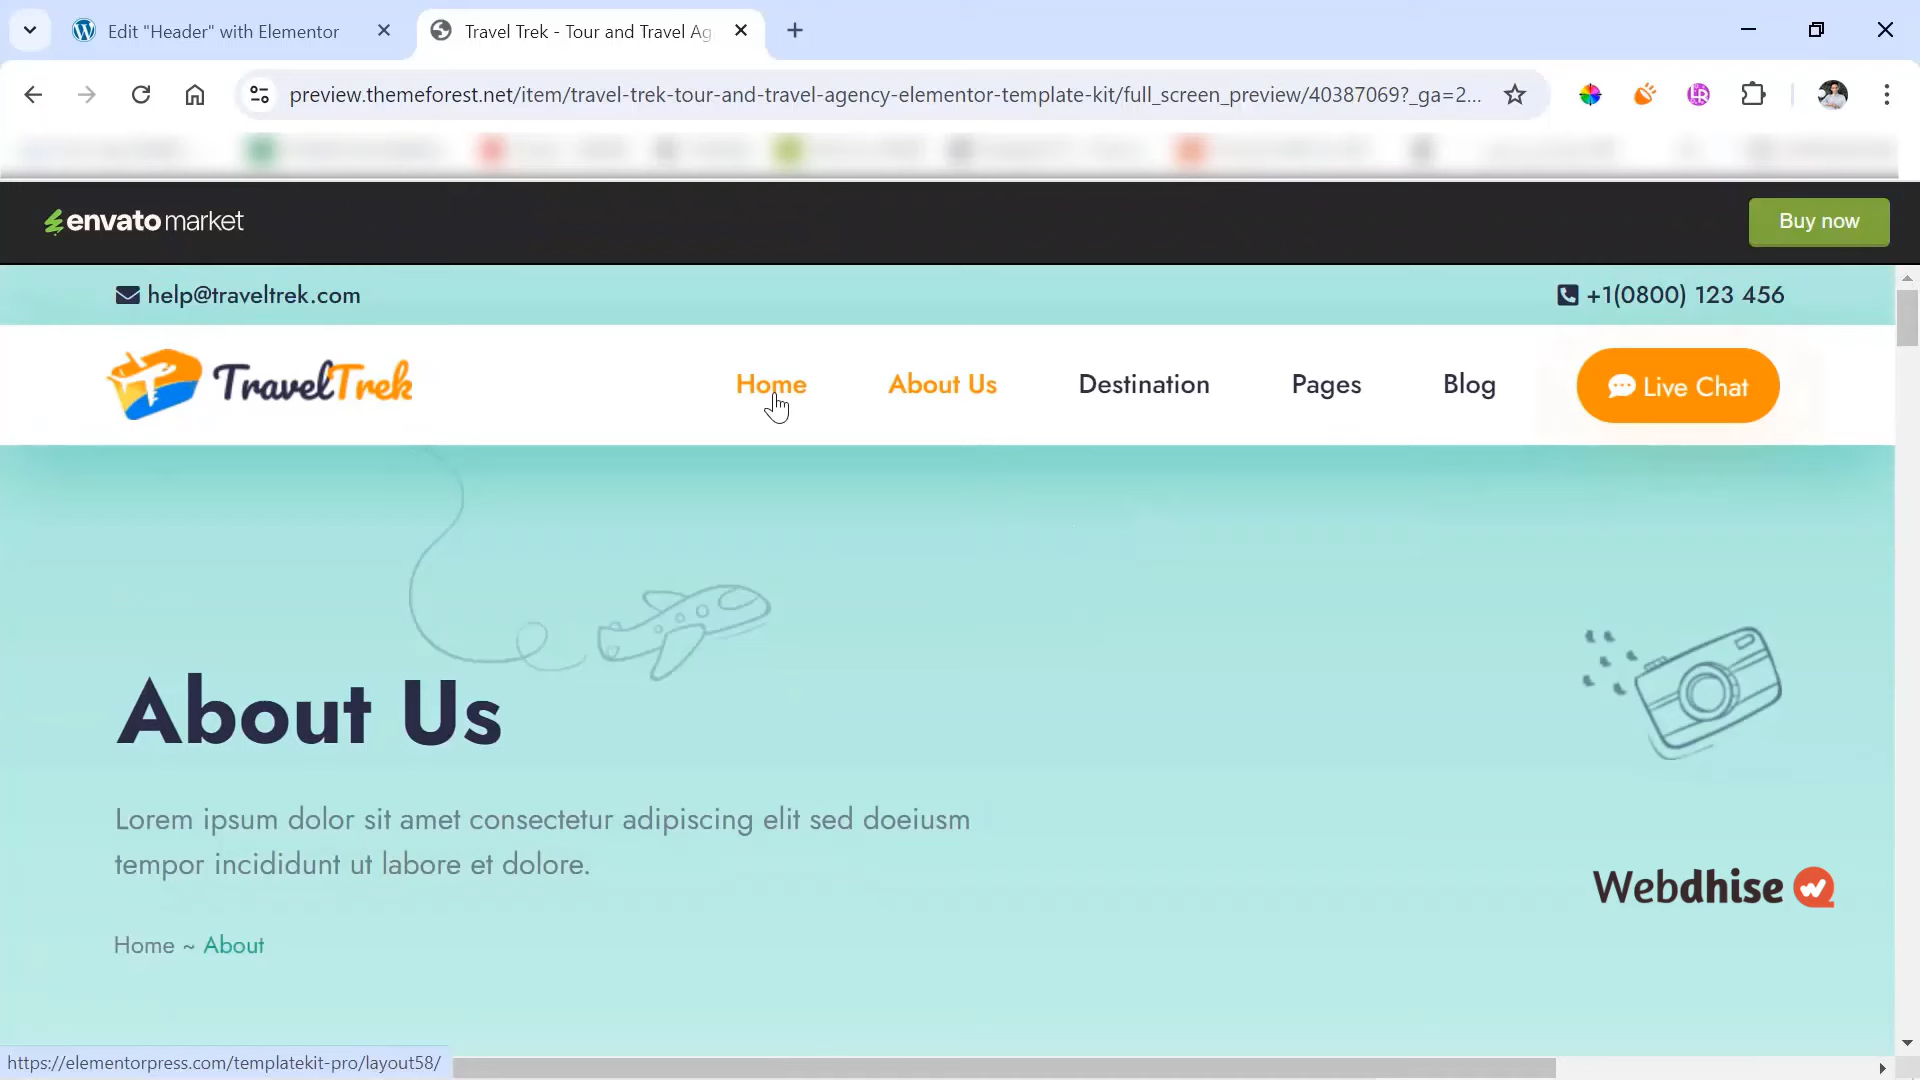 Edit "Header" with Elementor
Travel Trek - Tour and Travel Ag
preview.themeforest.net/item/travel-trek-tour-and-travel-agency-elementor-template-kit/full_screen_preview/40387069?_ga=2...
LR
envato market
Buy now
help@traveltrek.com
+1(0800) 123 456
TravelTrek
Home
About Us
Destination
Pages
Blog
Live Chat
About Us
Lorem ipsum dolor sit amet consectetur adipiscing elit sed doeiusm
tempor incididunt ut labore et dolore.
Webdhise
Home ~ About
https://elementorpress.com/templatekit-pro/layout58/